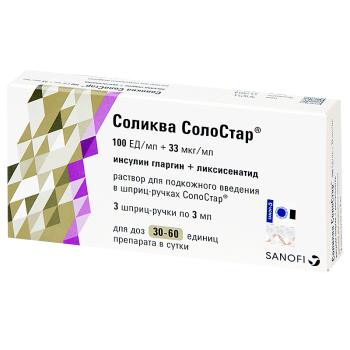 Соликва СолоСтар®
100 ЕД/мл + 33 мкг/мл
инсулин гларгин + ликсисенатид
раствор для подкожного введения
в шприц-ручках СолоСтар®
3 шприц-ручки по 3 мл
для доз 30-60 единиц
препарата в сутки
SANOFI